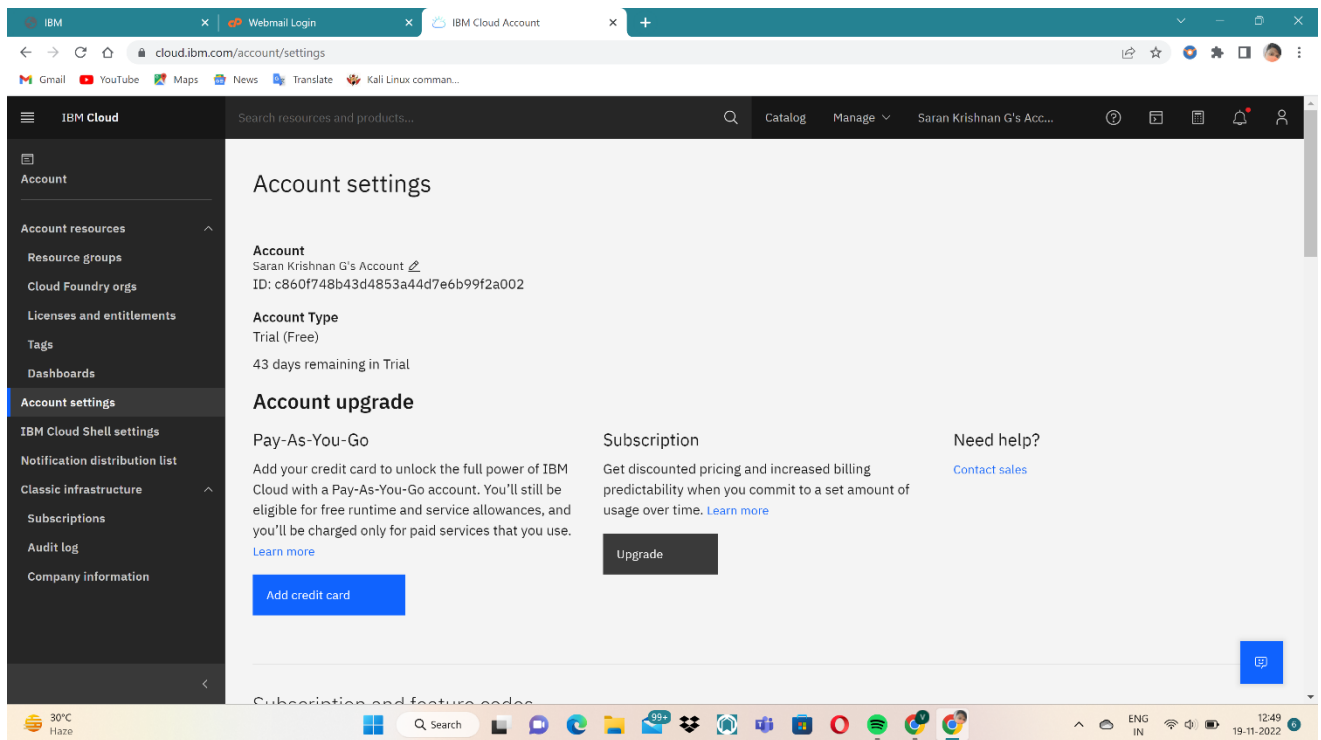 IBM
Webmail Login
IBM Cloud Account
cloud.ibm.com/account/settings
Gmail
YouTube
Maps
News
Translate
Kali Linux comman...
IBM Cloud
Search resources and products...
Catalog
Manage
Saran Krishnan G's Acc...
Account
Account resources
Resource groups
Cloud Foundry orgs
Licenses and entitlements
Tags
Dashboards
Account settings
IBM Cloud Shell settings
Notification distribution list
Classic infrastructure
Subscriptions
Audit log
Company information
Account settings
Account
Saran Krishnan G's Account
ID: c860f748b43d4853a44d7e6b99f2a002
Account Type
Trial (Free)
43 days remaining in Trial
Account upgrade
Pay-As-You-Go
Add your credit card to unlock the full power of IBM
Cloud with a Pay-As-You-Go account. You'll still be
eligible for free runtime and service allowances, and
you'll be charged only for paid services that you use.
Learn more
Add credit card
Subscription
Get discounted pricing and increased billing
predictability when you commit to a set amount of
usage over time. Learn more
Upgrade
Need help?
Contact sales
Subscription and feature codes
30°C
Haze
Search
99+
ENG
IN
12:49
19-11-2022
6